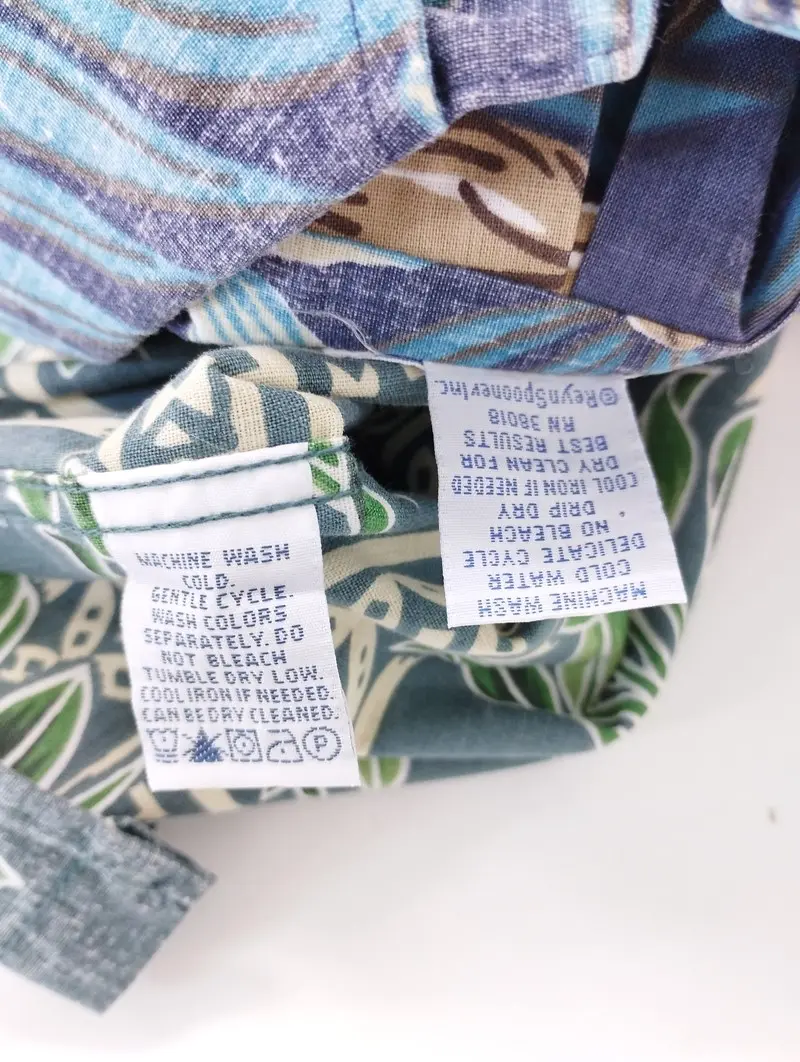 MACHINE WASH
COLD.
GENTLE CYCLE.
WASH COLORS
SEPARATELY. DO
NOT BLEACH
TUMBLE DRY LOW.
COOL IRON IF NEEDED.
CAN BE DRY CLEANED.
P
MACHINE WASH
COLD WATER
DELICATE CYCLE
NO BLEACH
DRIP DRY
COOL IRON IF NEEDED
DRY CLEAN FOR
BEST RESULTS
RN 38018
©ReynSpoonerInc.